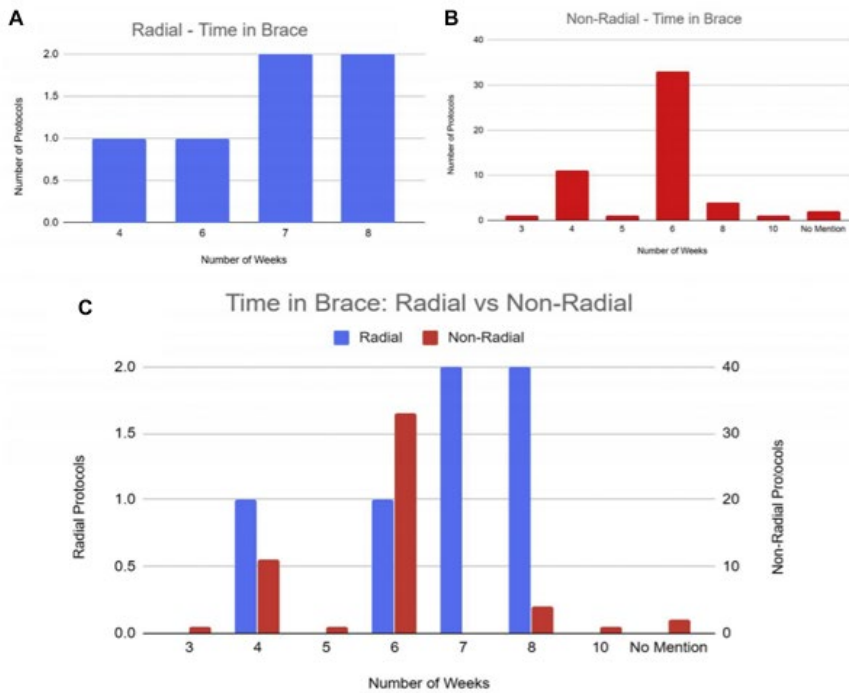 A
Radial - Time in Brace
Number of Protocols
2.0
1.5
1.0
0.5
0.0
4 6 7 8
Number of Weeks
B
Non-Radial - Time in Brace
Number of Protocols
40
30
20
10
0
3 4 5 6 8 10 No Mention
Number of Weeks
C
Time in Brace: Radial vs Non-Radial
Radial Non-Radial
Radial Protocols
2.0
1.5
1.0
0.5
0.0
40
30
20
10
0
Non-Radial Protocols
3 4 5 6 7 8 10 No Mention
Number of Weeks